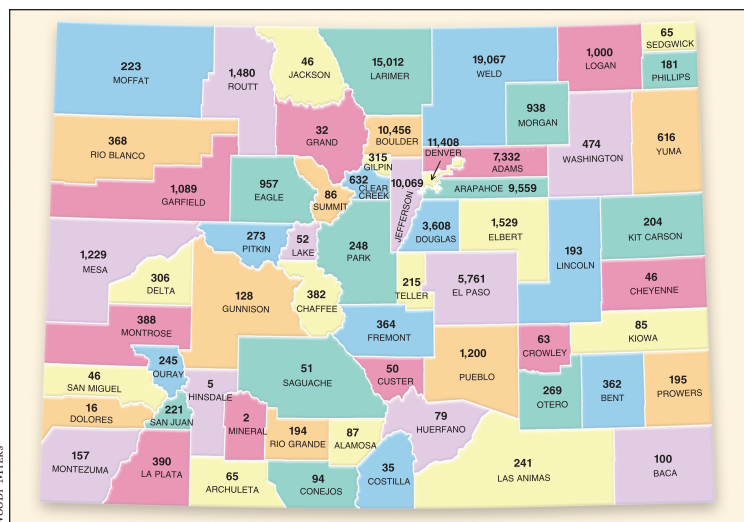 65
SEDGWICK
223
MOFFAT
1,480
ROUTT
46
JACKSON
15,012
LARIMER
19,067
WELD
1,000
LOGAN
181
PHILLIPS
938
MORGAN
368
RIO BLANCO
32
GRAND
10,456
BOULDER
11,408
DENVER
474
WASHINGTON
616
YUMA
315
GILPIN
7,332
ADAMS
1,089
GARFIELD
957
EAGLE
86
SUMMIT
632
CLEAR
CREEK
10,069
JEFFERSON
ARAPAHOE 9,559
1,229
MESA
273
PITKIN
52
LAKE
248
PARK
3,608
DOUGLAS
1,529
ELBERT
193
LINCOLN
204
KIT CARSON
306
DELTA
128
GUNNISON
382
CHAFFEE
215
TELLER
5,761
EL PASO
46
CHEYENNE
388
MONTROSE
364
FREMONT
63
CROWLEY
85
KIOWA
245
OURAY
51
SAGUACHE
50
CUSTER
1,200
PUEBLO
46
SAN MIGUEL
5
HINSDALE
269
OTERO
362
BENT
195
PROWERS
16
DOLORES
221
SAN JUAN
2
MINERAL
194
RIO GRANDE
87
ALAMOSA
79
HUERFANO
157
MONTEZUMA
390
LA PLATA
65
ARCHULETA
94
CONEJOS
35
COSTILLA
241
LAS ANIMAS
100
BACA